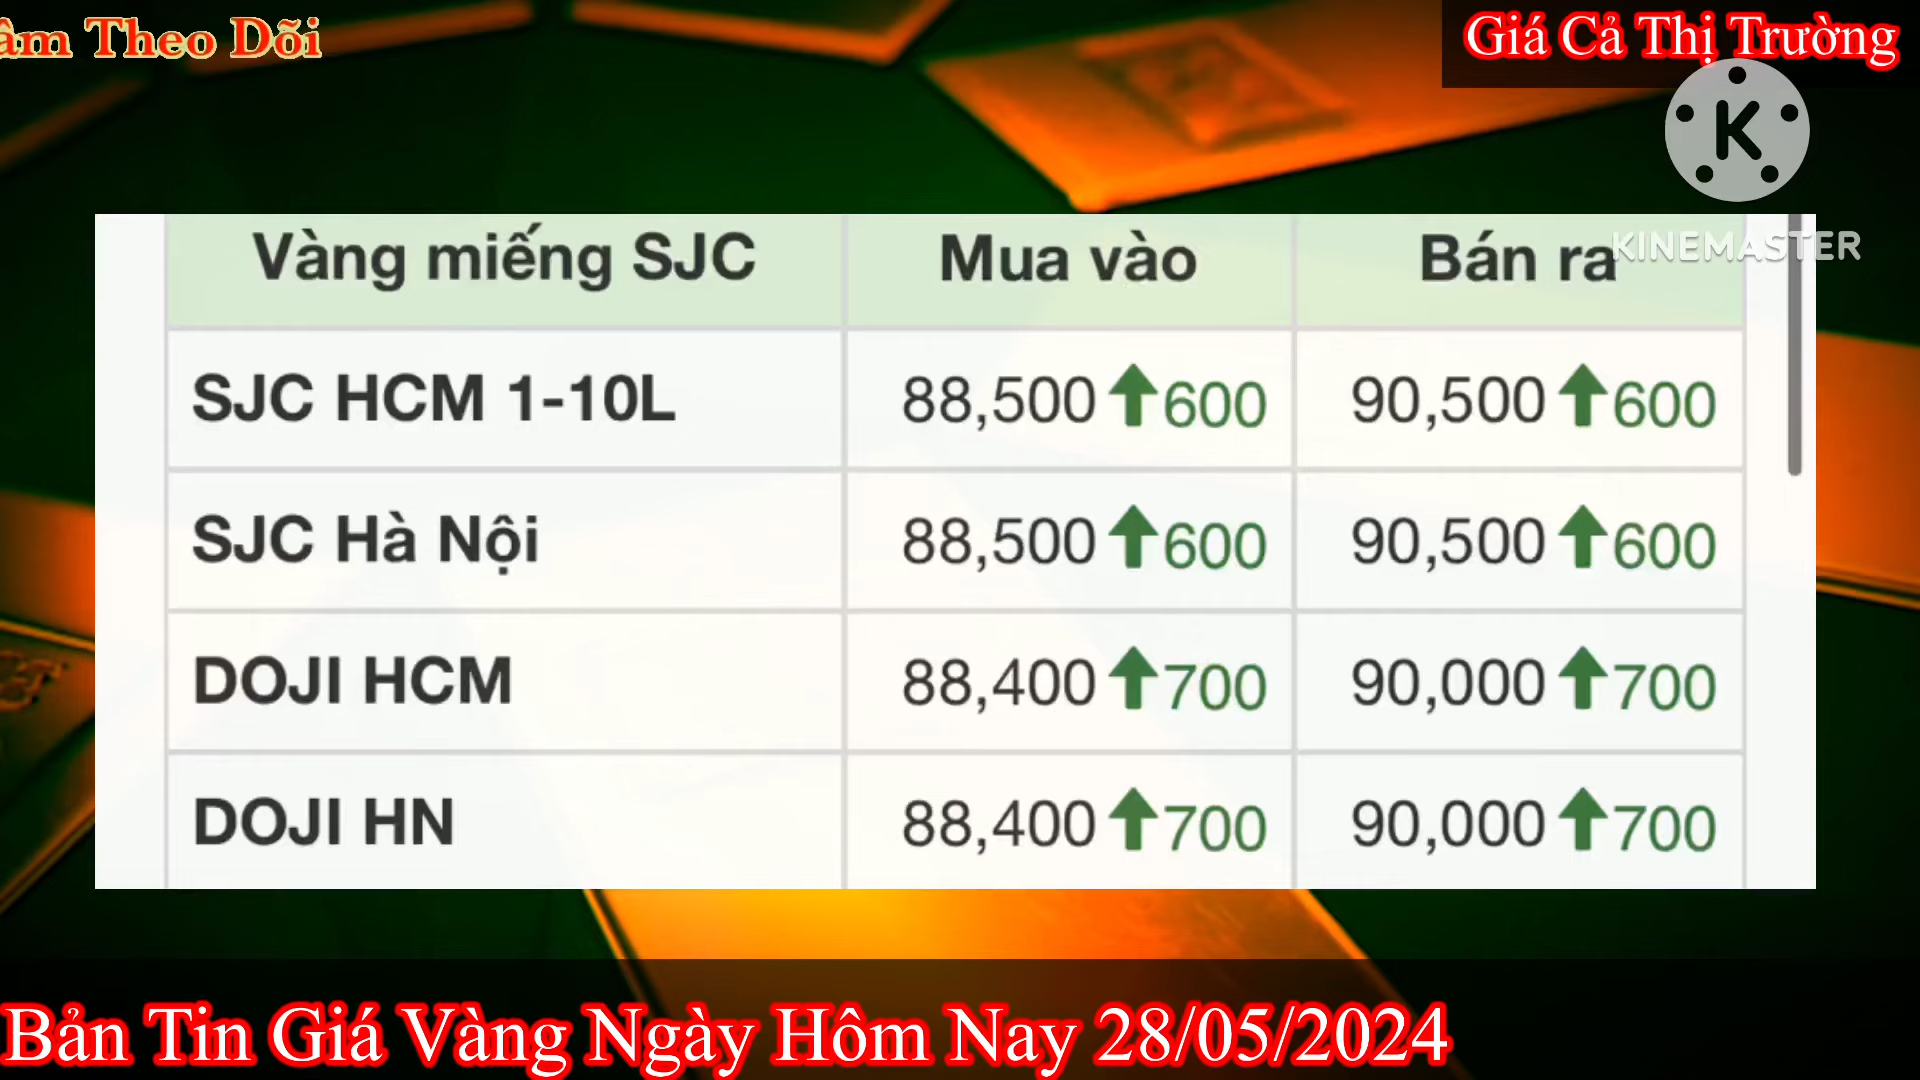 Theo Dõi
Giá Cả Thị Trường
K
KINEMASTER
Vàng miếng SJC Mua vào Bán ra
SJC HCM 1-10L 88,500 ↑600 90,500 ↑600
SJC Hà Nội 88,500 ↑600 90,500 ↑600
DOJI HCM 88,400 ↑700 90,000 ↑700
DOJI HN 88,400 ↑700 90,000 ↑700
Bản Tin Giá Vàng Ngày Hôm Nay 28/05/2024